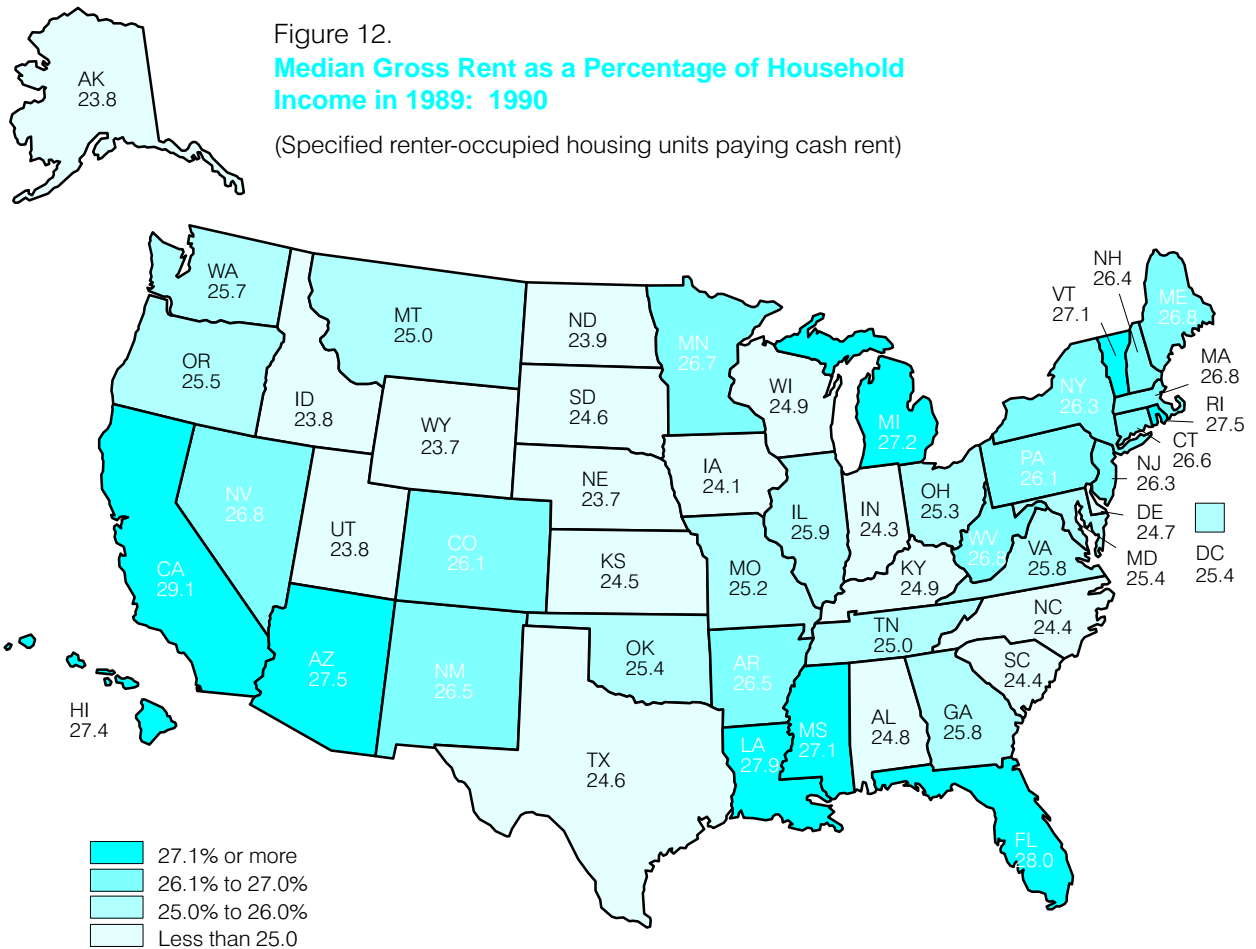 Figure 12.
Median Gross Rent as a Percentage of Household
Income in 1989: 1990
(Specified renter-occupied housing units paying cash rent)
AK
23.8
WA
25.7
MT
25.0
ND
23.9
MN
26.7
VT
27.1
NH
26.4
ME
26.8
OR
25.5
ID
23.8
WY
23.7
SD
24.6
WI
24.9
MI
27.2
NY
26.3
MA
26.8
RI
27.5
CT
26.6
NJ
26.3
NV
26.8
UT
23.8
CO
26.1
NE
23.7
IA
24.1
IL
25.9
IN
24.3
OH
25.3
PA
26.1
DE
24.7
MD
25.4
DC
25.4
CA
29.1
KS
24.5
MO
25.2
KY
24.9
WV
26.8
VA
25.8
AZ
27.5
NM
26.5
OK
25.4
AR
26.5
TN
25.0
NC
24.4
SC
24.4
HI
27.4
TX
24.6
LA
27.9
MS
27.1
AL
24.8
GA
25.8
FL
28.0
27.1% or more
26.1% to 27.0%
25.0% to 26.0%
Less than 25.0